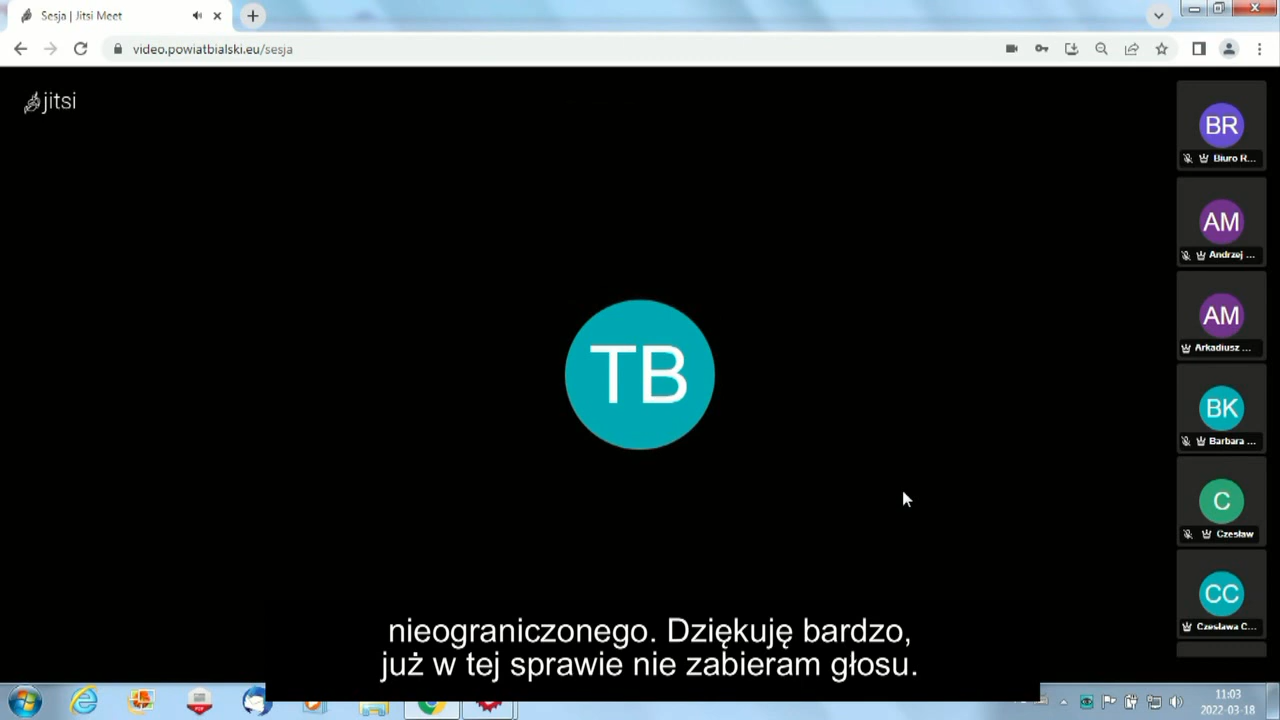 Sesja | Jitsi Meet
video.powiatbialski.eu/sesja
jitsi
BR
Biuro R...
AM
Andrzej ...
AM
Arkadiusz ...
BK
Barbara ...
C
Czesław
CC
Czesława C...
TB
nieograniczonego. Dziękuję bardzo,
już w tej sprawie nie zabieram głosu.
11:03
2022-03-18